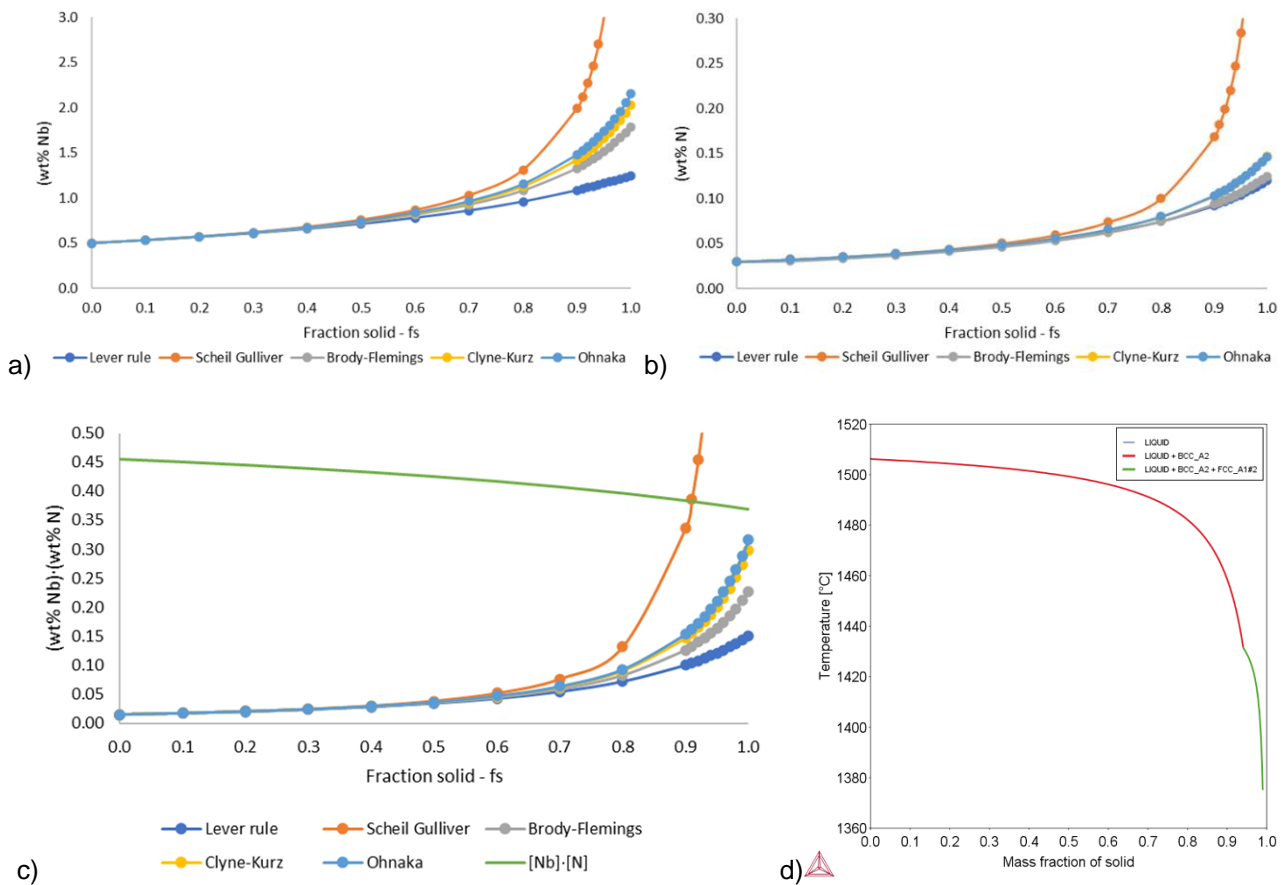 (wt% Nb)
3.0
2.5
2.0
1.5
1.0
0.5
0.0
0.0 0.1 0.2 0.3 0.4 0.5 0.6 0.7 0.8 0.9 1.0
Fraction solid - fs
Lever rule Scheil Gulliver Brody-Flemings Clyne-Kurz Ohnaka
a)
(wt% N)
0.30
0.25
0.20
0.15
0.10
0.05
0.00
0.0 0.1 0.2 0.3 0.4 0.5 0.6 0.7 0.8 0.9 1.0
Fraction solid - fs
Lever rule Scheil Gulliver Brody-Flemings Clyne-Kurz Ohnaka
b)
(wt% Nb)·(wt% N)
0.50
0.45
0.40
0.35
0.30
0.25
0.20
0.15
0.10
0.05
0.00
0.0 0.1 0.2 0.3 0.4 0.5 0.6 0.7 0.8 0.9 1.0
Fraction solid - fs
Lever rule Scheil Gulliver Brody-Flemings
Clyne-Kurz Ohnaka [Nb]·[N]
c)
Temperature [°C]
1520
1500
1480
1460
1440
1420
1400
1380
1360
LIQUID
LIQUID + BCC_A2
LIQUID + BCC_A2 + FCC_A1#2
0.0 0.1 0.2 0.3 0.4 0.5 0.6 0.7 0.8 0.9 1.0
Mass fraction of solid
d)